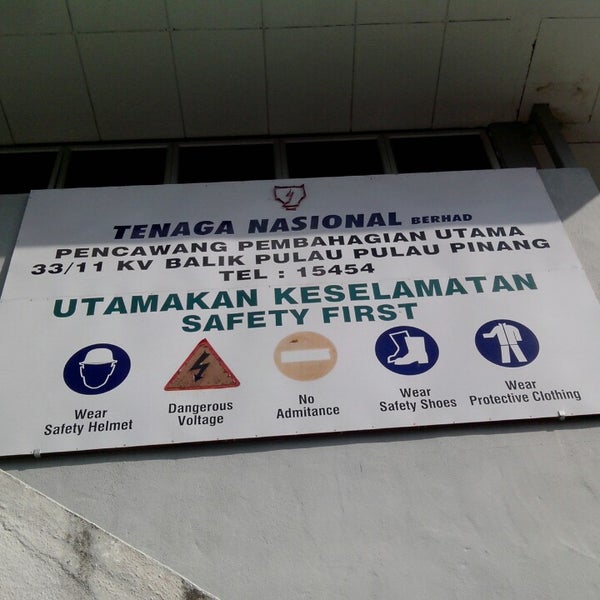 TENAGA NASIONAL BERHAD
PENCAWANG PEMBAHAGIAN UTAMA
33/11 KV BALIK PULAU PULAU PINANG
TEL : 15454
UTAMAKAN KESELAMATAN
SAFETY FIRST
Wear
Safety Helmet
Dangerous
Voltage
No
Admitance
Wear
Safety Shoes
Wear
Protective Clothing